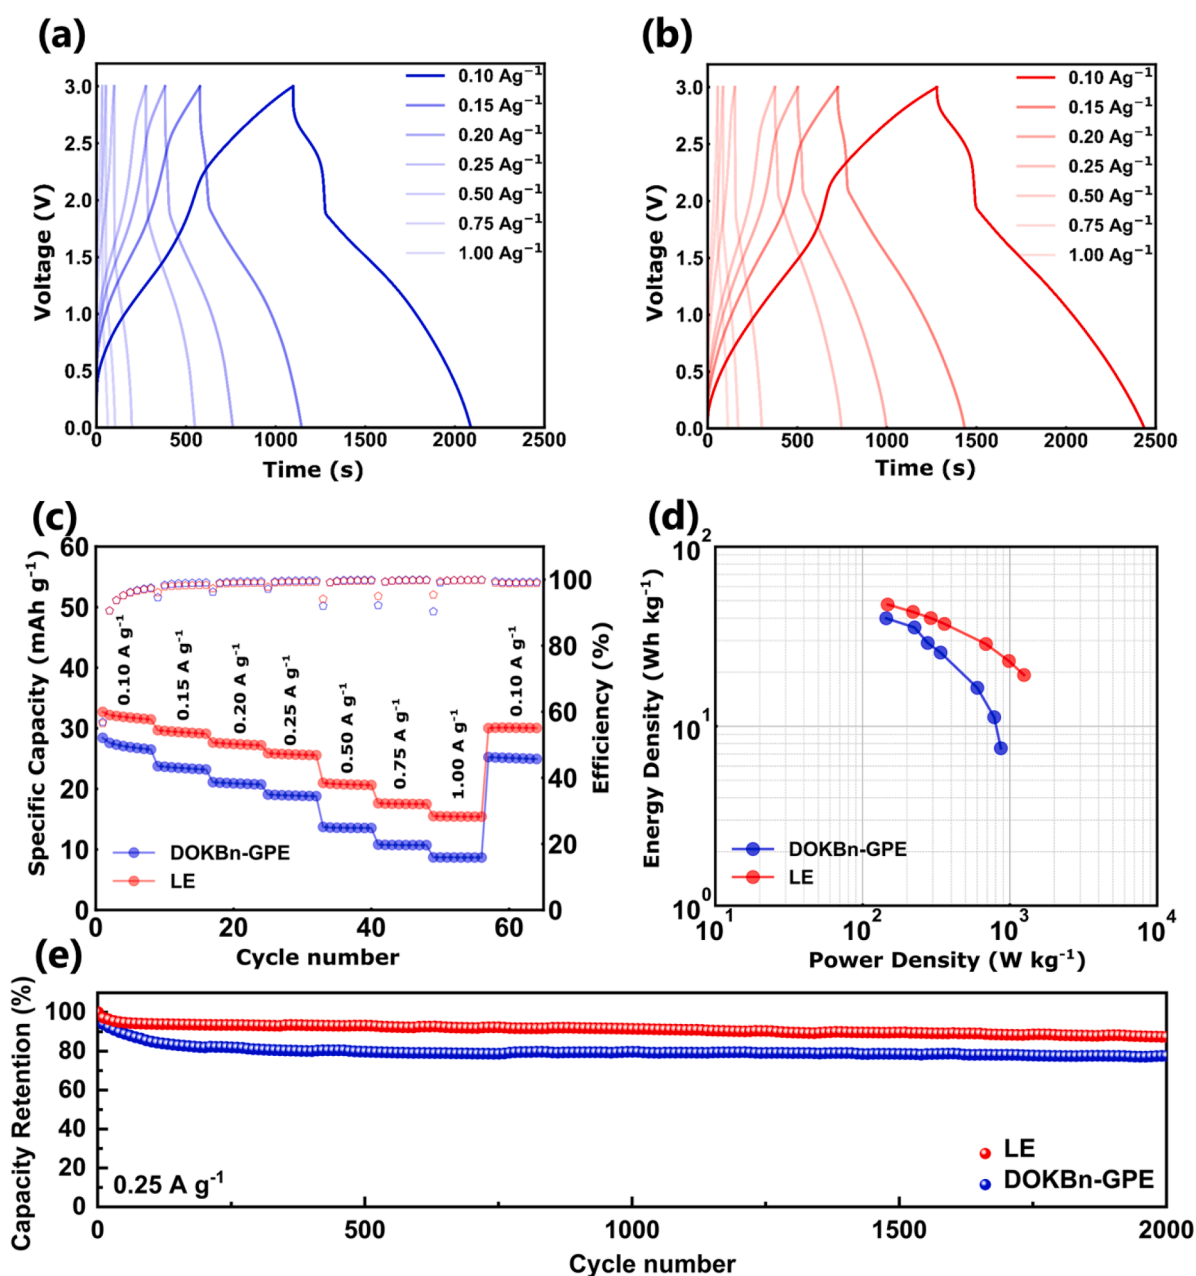 (a)
3.0
2.5
2.0
1.5
1.0
0.5
0.0
Voltage (V)
0
500
1000
1500
2000
2500
Time (s)
0.10 Ag⁻¹
0.15 Ag⁻¹
0.20 Ag⁻¹
0.25 Ag⁻¹
0.50 Ag⁻¹
0.75 Ag⁻¹
1.00 Ag⁻¹
(b)
3.0
2.5
2.0
1.5
1.0
0.5
0.0
Voltage (V)
0
500
1000
1500
2000
2500
Time (s)
0.10 Ag⁻¹
0.15 Ag⁻¹
0.20 Ag⁻¹
0.25 Ag⁻¹
0.50 Ag⁻¹
0.75 Ag⁻¹
1.00 Ag⁻¹
(c)
60
50
40
30
20
10
0
Specific Capacity (mAh g⁻¹)
0.10 A g⁻¹
0.15 A g⁻¹
0.20 A g⁻¹
0.25 A g⁻¹
0.50 A g⁻¹
0.75 A g⁻¹
1.00 A g⁻¹
0.10 A g⁻¹
DOKBn-GPE
LE
100
80
60
40
20
0
Efficiency (%)
0
20
40
60
Cycle number
(d)
10²
10¹
10⁰
Energy Density (Wh kg⁻¹)
DOKBn-GPE
LE
10¹
10²
10³
10⁴
Power Density (W kg⁻¹)
(e)
100
80
60
40
20
0
Capacity Retention (%)
0.25 A g⁻¹
LE
DOKBn-GPE
0
500
1000
1500
2000
Cycle number